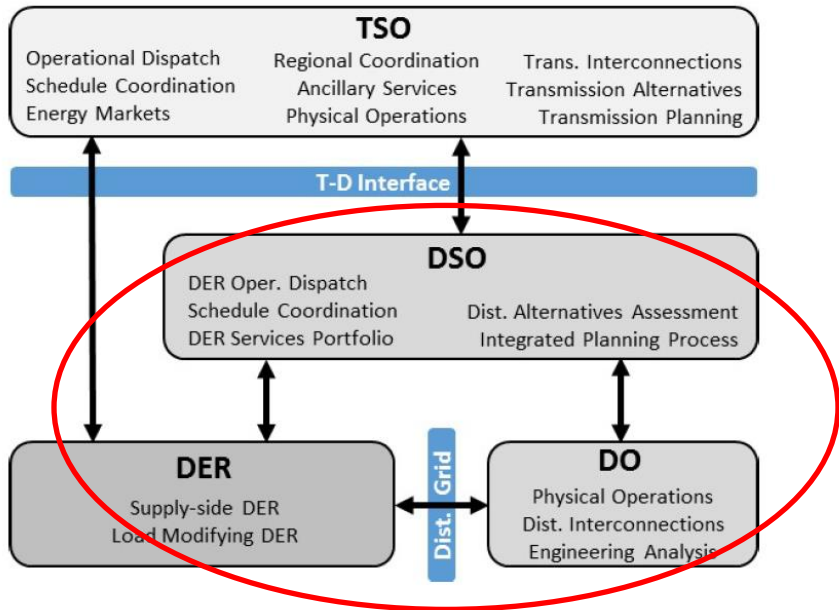 TSO
Operational Dispatch
Schedule Coordination
Energy Markets
Regional Coordination
Ancillary Services
Physical Operations
Trans. Interconnections
Transmission Alternatives
Transmission Planning
T-D Interface
DSO
DER Oper. Dispatch
Schedule Coordination
DER Services Portfolio
Dist. Alternatives Assessment
Integrated Planning Process
DER
Supply-side DER
Load Modifying DER
Dist. Grid
DO
Physical Operations
Dist. Interconnections
Engineering Analysis